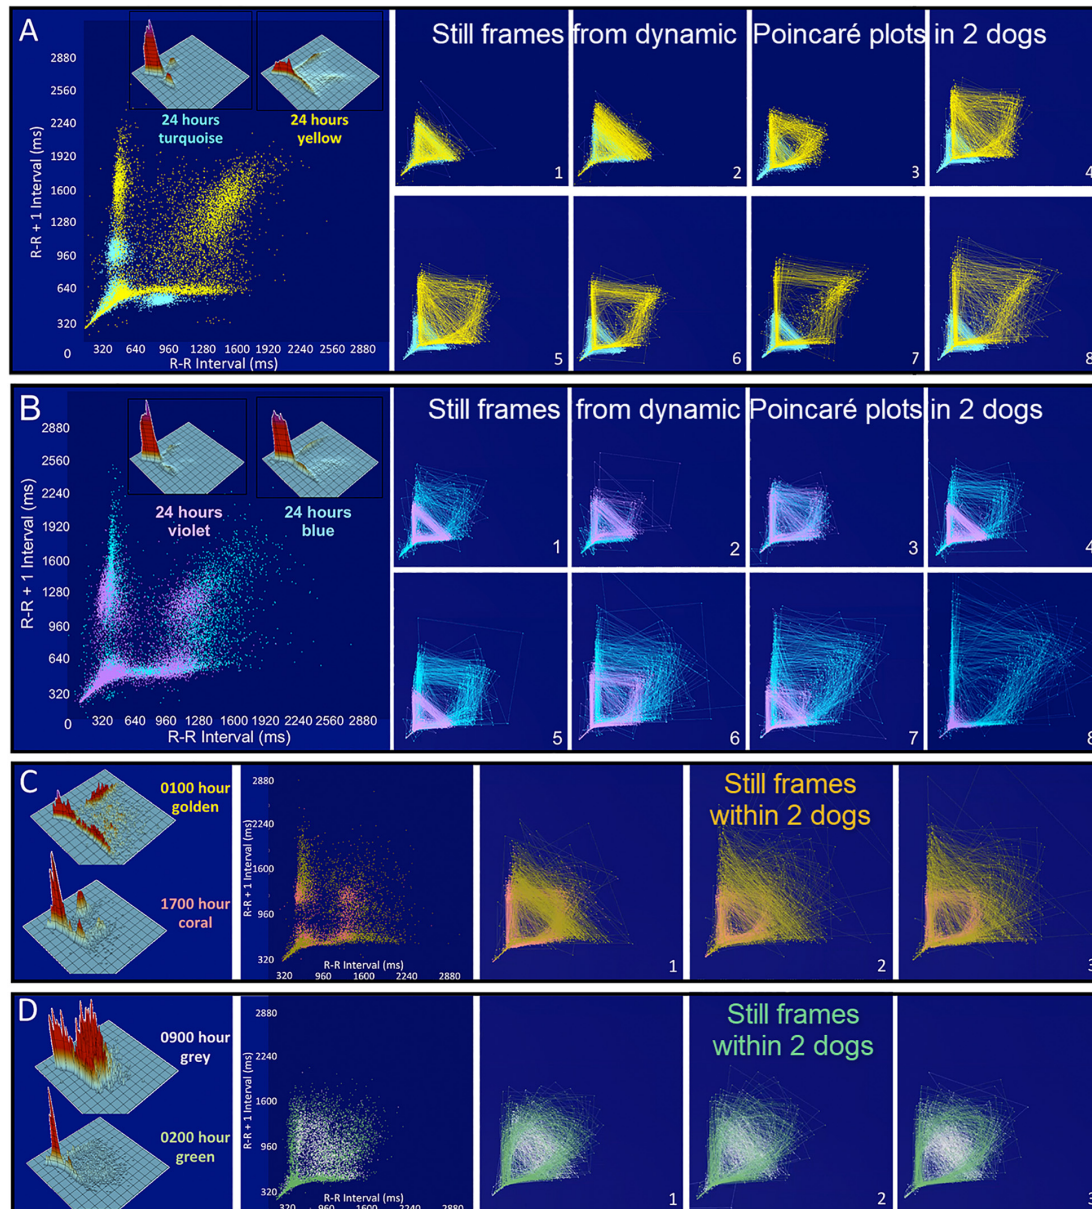 A
Still frames from dynamic Poincaré plots in 2 dogs
24 hours
turquoise
24 hours
yellow
R-R + 1 Interval (ms)
2880
2560
2240
1920
1600
1280
960
640
320
0
320 640 960 1280 1600 1920 2240 2560 2880
R-R Interval (ms)
1 2 3 4
5 6 7 8
B
Still frames from dynamic Poincaré plots in 2 dogs
24 hours
violet
24 hours
blue
R-R + 1 Interval (ms)
2880
2560
2240
1920
1600
1280
960
640
320
0
320 640 960 1280 1600 1920 2240 2560 2880
R-R Interval (ms)
1 2 3 4
5 6 7 8
C
0100 hour
golden
1700 hour
coral
R-R + 1 Interval (ms)
2880
2240
1600
960
320
R-R Interval (ms)
320 960 1600 2240 2880
Still frames
within 2 dogs
1 2 3
D
0900 hour
grey
0200 hour
green
R-R + 1 Interval (ms)
2880
2240
1600
960
320
R-R Interval (ms)
320 960 1600 2240 2880
Still frames
within 2 dogs
1 2 3